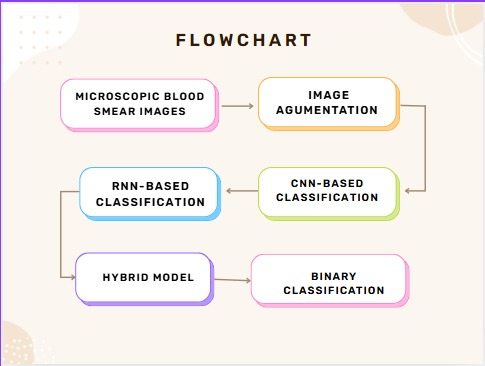 FLOWCHART
MICROSCOPIC BLOOD
SMEAR IMAGES
IMAGE
AGUMENTATION
CNN-BASED
CLASSIFICATION
RNN-BASED
CLASSIFICATION
HYBRID MODEL
BINARY
CLASSIFICATION